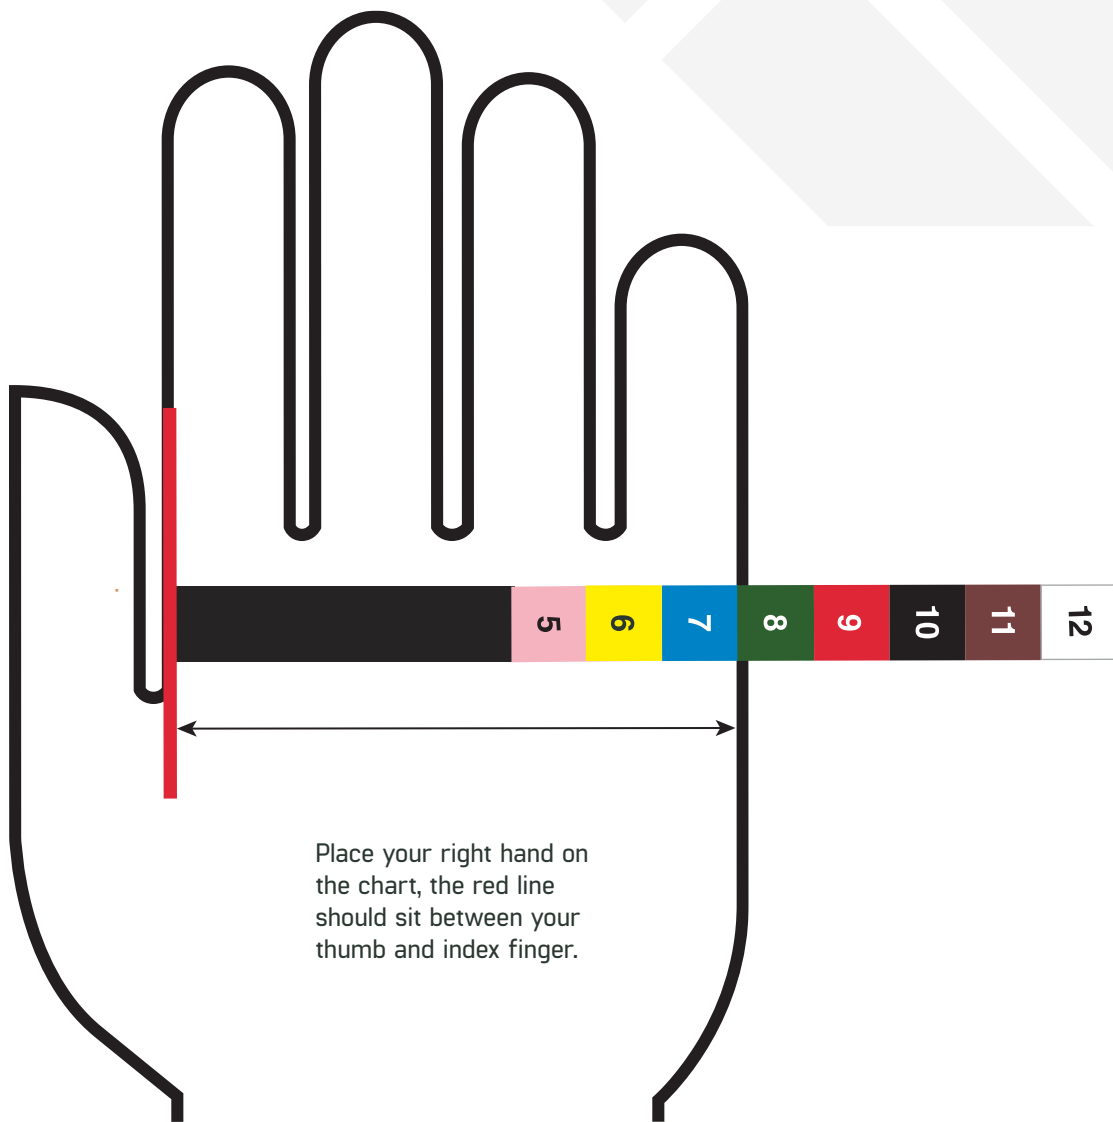 5 6 7 8 9 10 11 12
Place your right hand on
the chart, the red line
should sit between your
thumb and index finger.